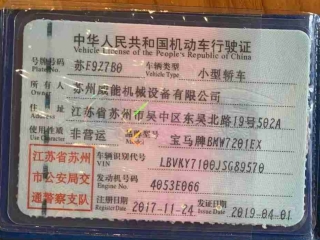 中华人民共和国机动车行驶证
Vehicle License of the People's Republic of China
号牌号码 苏F927B0 车辆类型 小型轿车
Plate No. Vehicle Type
所有人 苏州威能机械设备有限公司
Owner
住址 江苏省苏州市吴中区东吴北路19号502A
Address
使用性质 非营运 品牌型号 宝马牌BMW7201EX
Use Character Model
江苏省苏州市公安局交通警察支队
车辆识别代号 LBVKY7100JSG89570
VIN
发动机号码 4053E066
Engine No.
注册日期 2017-11-24 发证日期 2019-04-01
Register Date Issue Date